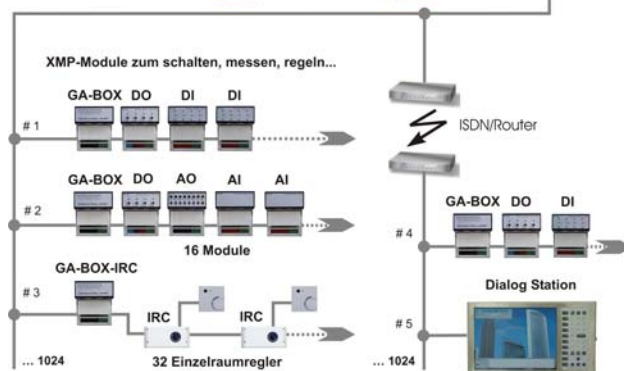 XMP-Module zum schalten, messen, regeln...
GA-BOX DO DI DI
# 1
ISDN/Router
GA-BOX DO AO AI AI
# 2
16 Module
GA-BOX DO DI
# 4
GA-BOX-IRC
# 3
IRC IRC
... 1024
32 Einzelraumregler
Dialog Station
# 5
... 1024